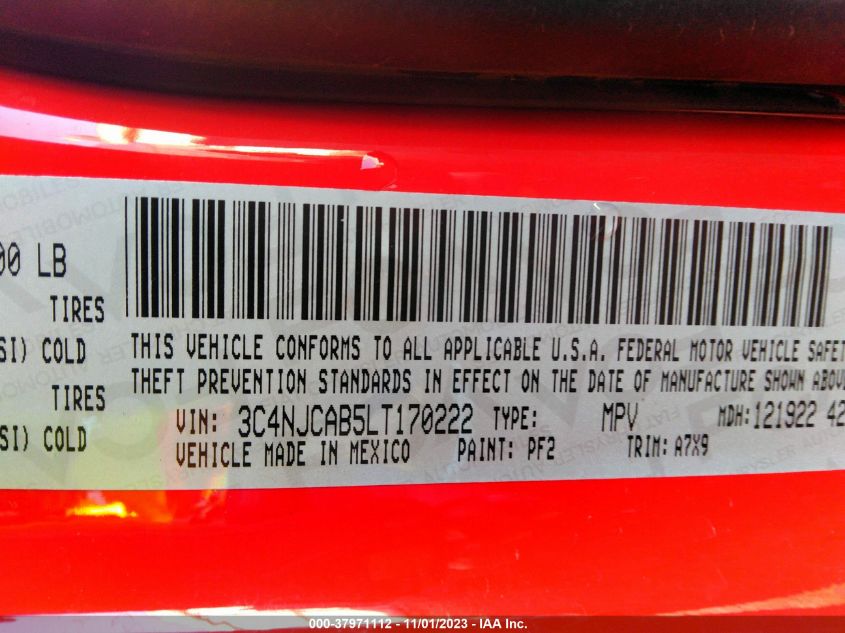 00 LB
TIRES
SI) COLD
TIRES
SI) COLD
THIS VEHICLE CONFORMS TO ALL APPLICABLE U.S.A. FEDERAL MOTOR VEHICLE SAFET
THEFT PREVENTION STANDARDS IN EFFECT ON THE DATE OF MANUFACTURE SHOWN ABOV
VIN: 3C4NJCAB5LT170222 TYPE: MPV MDH:121922 42
VEHICLE MADE IN MEXICO PAINT: PF2 TRIM: A7X9
000-37971112 - 11/01/2023 - IAA Inc.